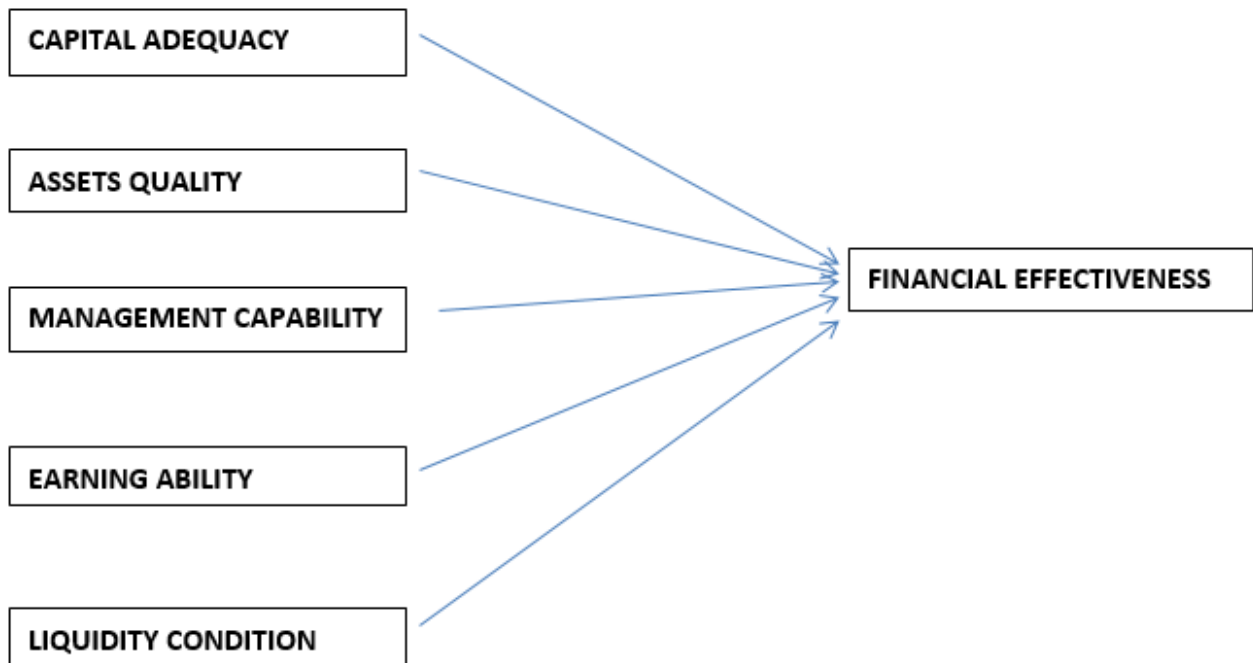 CAPITAL ADEQUACY
ASSETS QUALITY
MANAGEMENT CAPABILITY
FINANCIAL EFFECTIVENESS
EARNING ABILITY
LIQUIDITY CONDITION